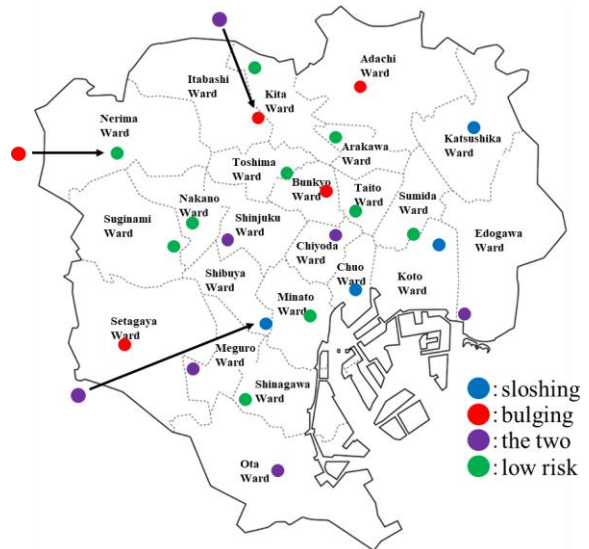 Adachi
Ward
Itabashi
Ward
Kita
Ward
Nerima
Ward
Katsushika
Ward
Arakawa
Ward
Toshima
Ward
Bunkyo
Ward
Taito
Ward
Sumida
Ward
Nakano
Ward
Suginami
Ward
Shinjuku
Ward
Edogawa
Ward
Chiyoda
Ward
Shibuya
Ward
Chuo
Ward
Koto
Ward
Minato
Ward
Setagaya
Ward
Meguro
Ward
Shinagawa
Ward
Ota
Ward
: sloshing
: bulging
: the two
: low risk